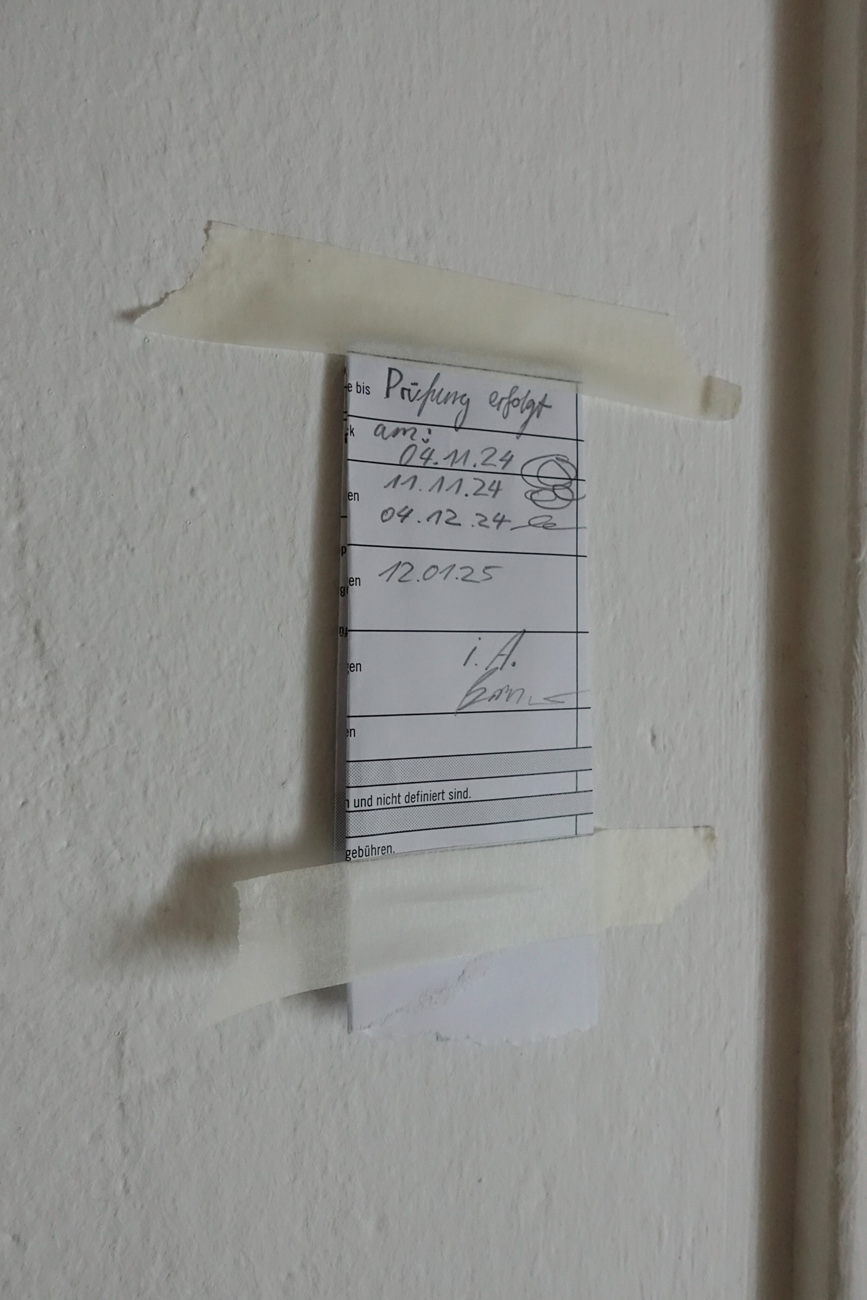 e bis Prüfung erfolgt
k am:
04.11.24
en 11.11.24
04.12.24
en 12.01.25
gen i. A.
en
und nicht definiert sind.
gebühren.